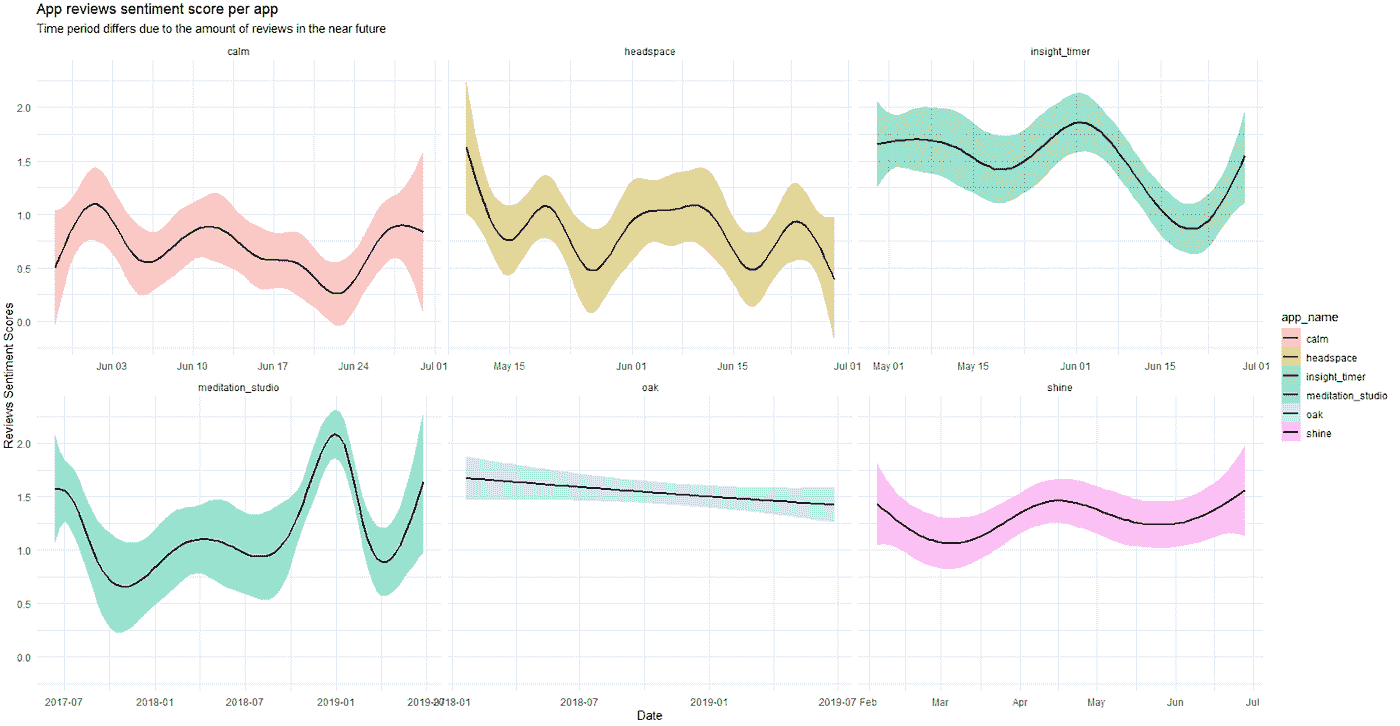 App reviews sentiment score per app
Time period differs due to the amount of reviews in the near future
calm headspace insight_timer
2.0
1.5
1.0
0.5
0.0
Jun 03 Jun 10 Jun 17 Jun 24 Jul 01 May 15 Jun 01 Jun 15 Jul 01 May 01 May 15 Jun 01 Jun 15 Jul 01
meditation_studio oak shine
2.0
1.5
1.0
0.5
0.0
2017-07 2018-01 2018-07 2019-01 2019-07 2018-01 2018-07 2019-01 2019-07 Feb Mar Apr May Jun Jul
Reviews Sentiment Scores
Date
app_name
calm
headspace
insight_timer
meditation_studio
oak
shine